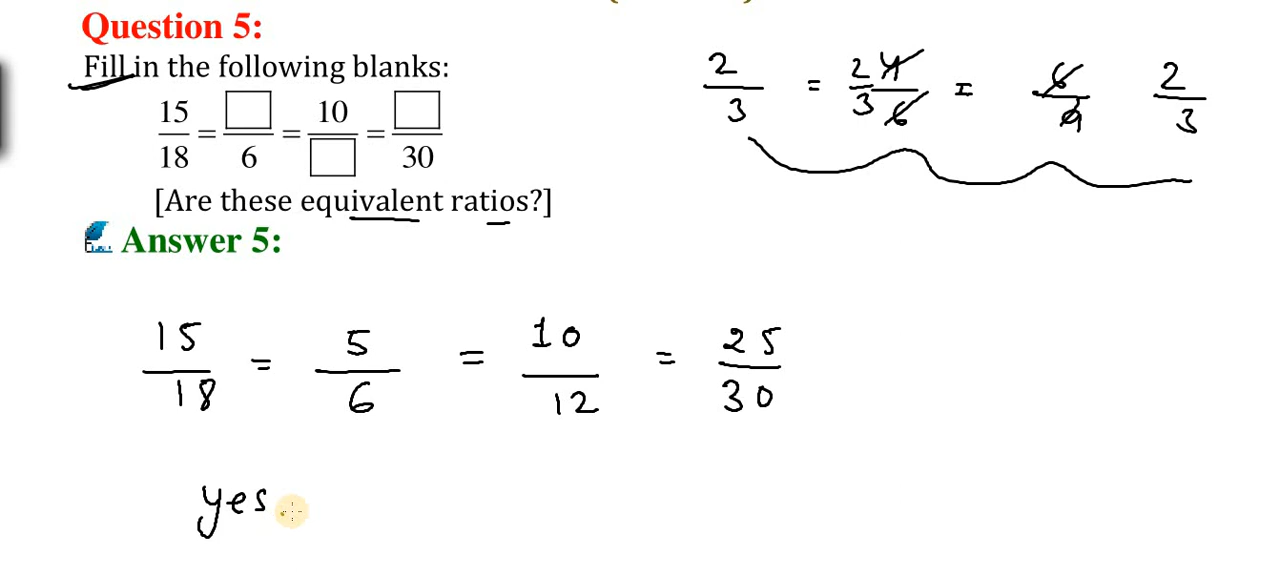 Question 5:
Fill in the following blanks:
15/18 = □/6 = 10/□ = □/30
[Are these equivalent ratios?]
Answer 5:
2/3 = 2/3 4/6 = 6/9 2/3
15/18 = 5/6 = 10/12 = 25/30
yes